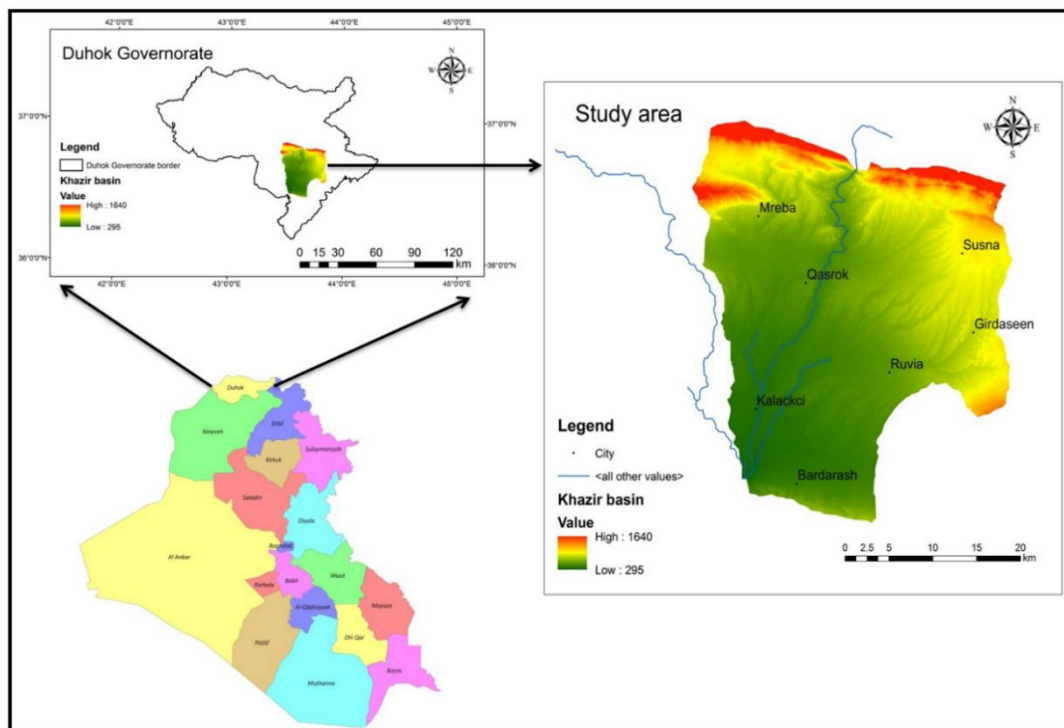 42°0'0"E 43°0'0"E 44°0'0"E 45°0'0"E
Duhok Governorate
N
W E
S
37°0'0"N
37°0'0"N
Legend
Duhok Governorate border
Khazir basin
Value
High : 1640
Low : 295
0 15 30 60 90 120
km
36°0'0"N
36°0'0"N
42°0'0"E 43°0'0"E 44°0'0"E 45°0'0"E
Study area
N
W E
S
Mreba
Susna
Qasrok
Girdaseen
Ruvia
Kalackci
Bardarash
Legend
City
<all other values>
Khazir basin
Value
High : 1640
Low : 295
0 2.5 5 10 15 20
km
Duhok
Nineveh
Erbil
Sulaymaniyah
Kirkuk
Saladin
Diyala
Al Anbar
Baghdad
Wasit
Babil
Karbala
Al-Qādisiyyah
Maysan
Najaf
Dhi Qar
Basra
Muthanna